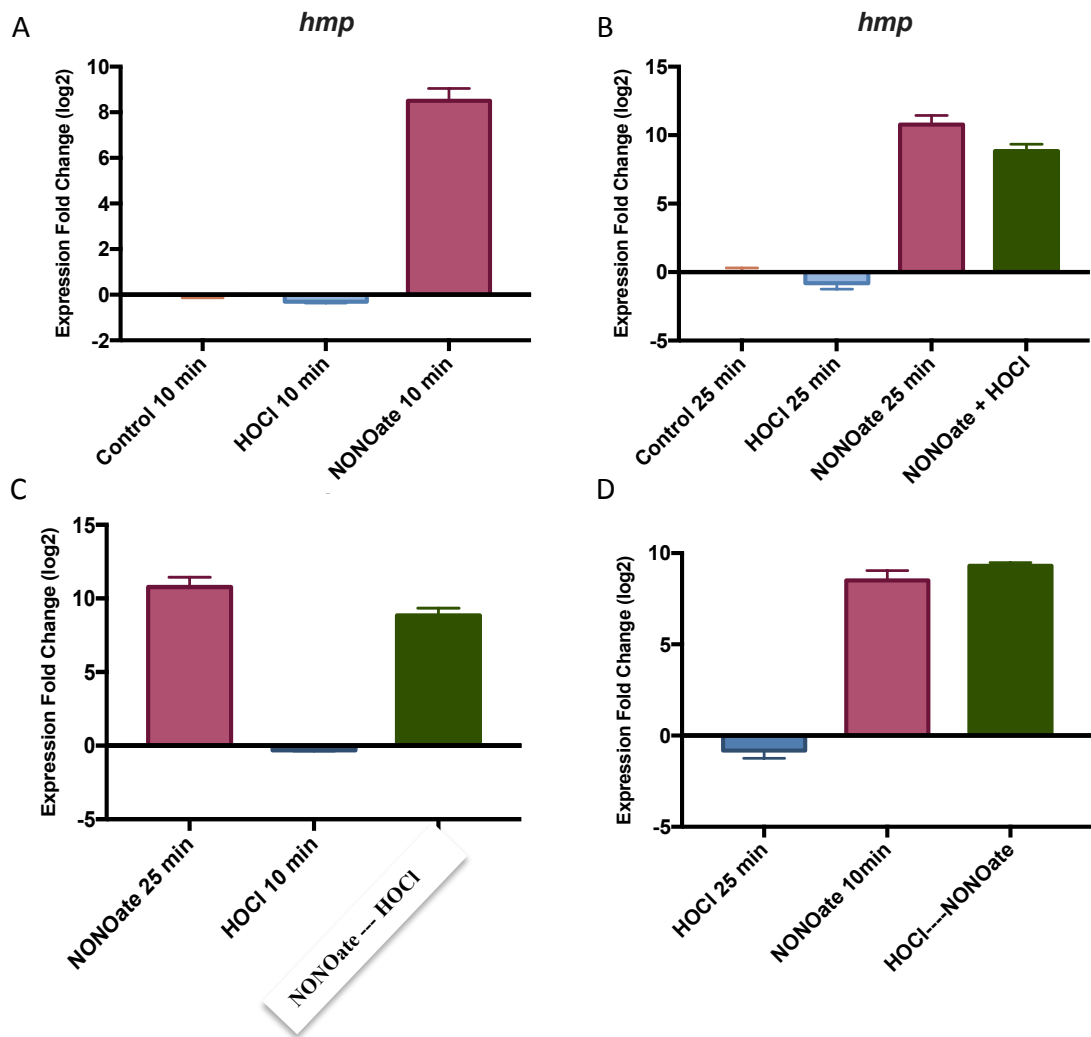 A
hmp
Expression Fold Change (log2)
10
8
6
4
2
0
-2
Control 10 min
HOCl 10 min
NONOate 10 min
B
hmp
Expression Fold Change (log2)
15
10
5
0
-5
Control 25 min
HOCl 25 min
NONOate 25 min
NONOate + HOCl
C
Expression Fold Change (log2)
15
10
5
0
-5
NONOate 25 min
HOCl 10 min
NONOate --- HOCl
D
Expression Fold Change (log2)
10
5
0
-5
HOCl 25 min
NONOate 10min
HOCl----NONOate